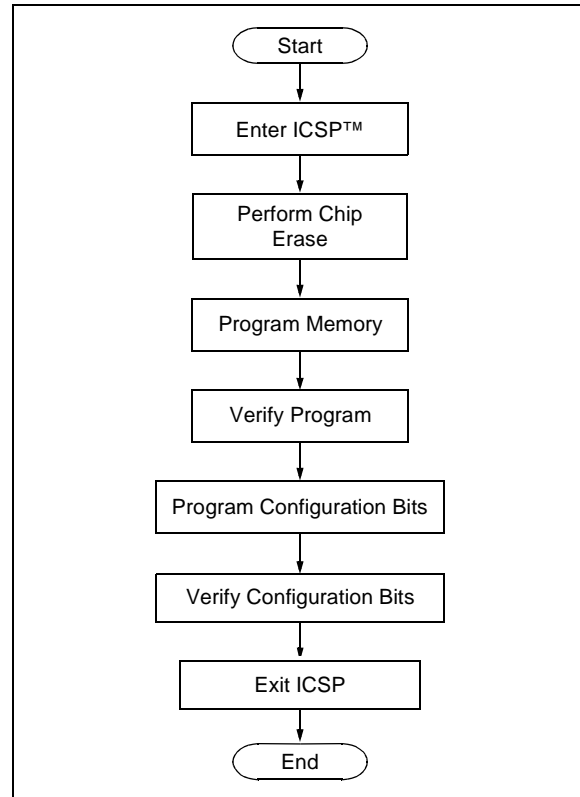 Start
Enter ICSP™
Perform Chip
Erase
Program Memory
Verify Program
Program Configuration Bits
Verify Configuration Bits
Exit ICSP
End